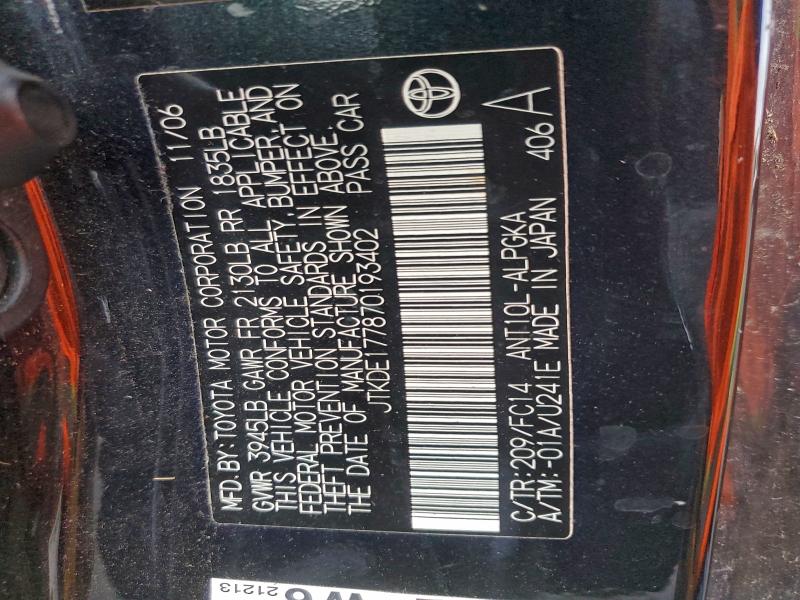 MFD.BY:TOYOTA MOTOR CORPORATION 11/06
GVWR 3945LB GAWR FR 2130LB RR 1835LB
THIS VEHICLE CONFORMS TO ALL APPLICABLE
FEDERAL MOTOR VEHICLE SAFETY, BUMPER, AND
THEFT PREVENTION STANDARDS IN EFFECT ON
THE DATE OF MANUFACTURE SHOWN ABOVE.
JTKDE177870193402 PASS CAR
C/TR:209/FC14 ANT10L-ALPGKA
A/TM:-01A/U241E MADE IN JAPAN 406 A
W6
21213